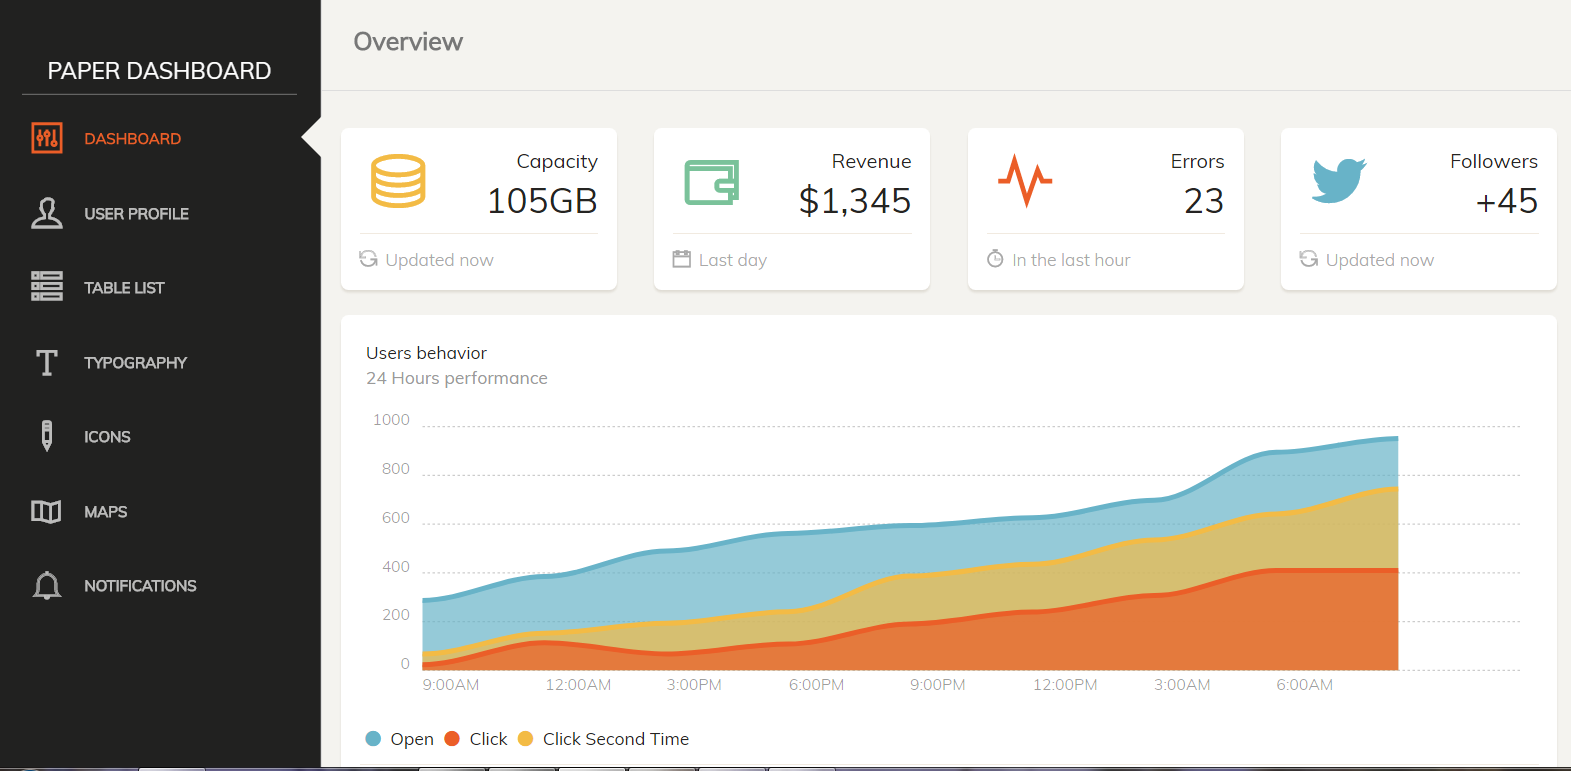 PAPER DASHBOARD
DASHBOARD
USER PROFILE
TABLE LIST
TYPOGRAPHY
ICONS
MAPS
NOTIFICATIONS
Overview
Capacity
105GB
Updated now
Revenue
$1,345
Last day
Errors
23
In the last hour
Followers
+45
Updated now
Users behavior
24 Hours performance
1000
800
600
400
200
0
9:00AM 12:00AM 3:00PM 6:00PM 9:00PM 12:00PM 3:00AM 6:00AM
Open Click Click Second Time